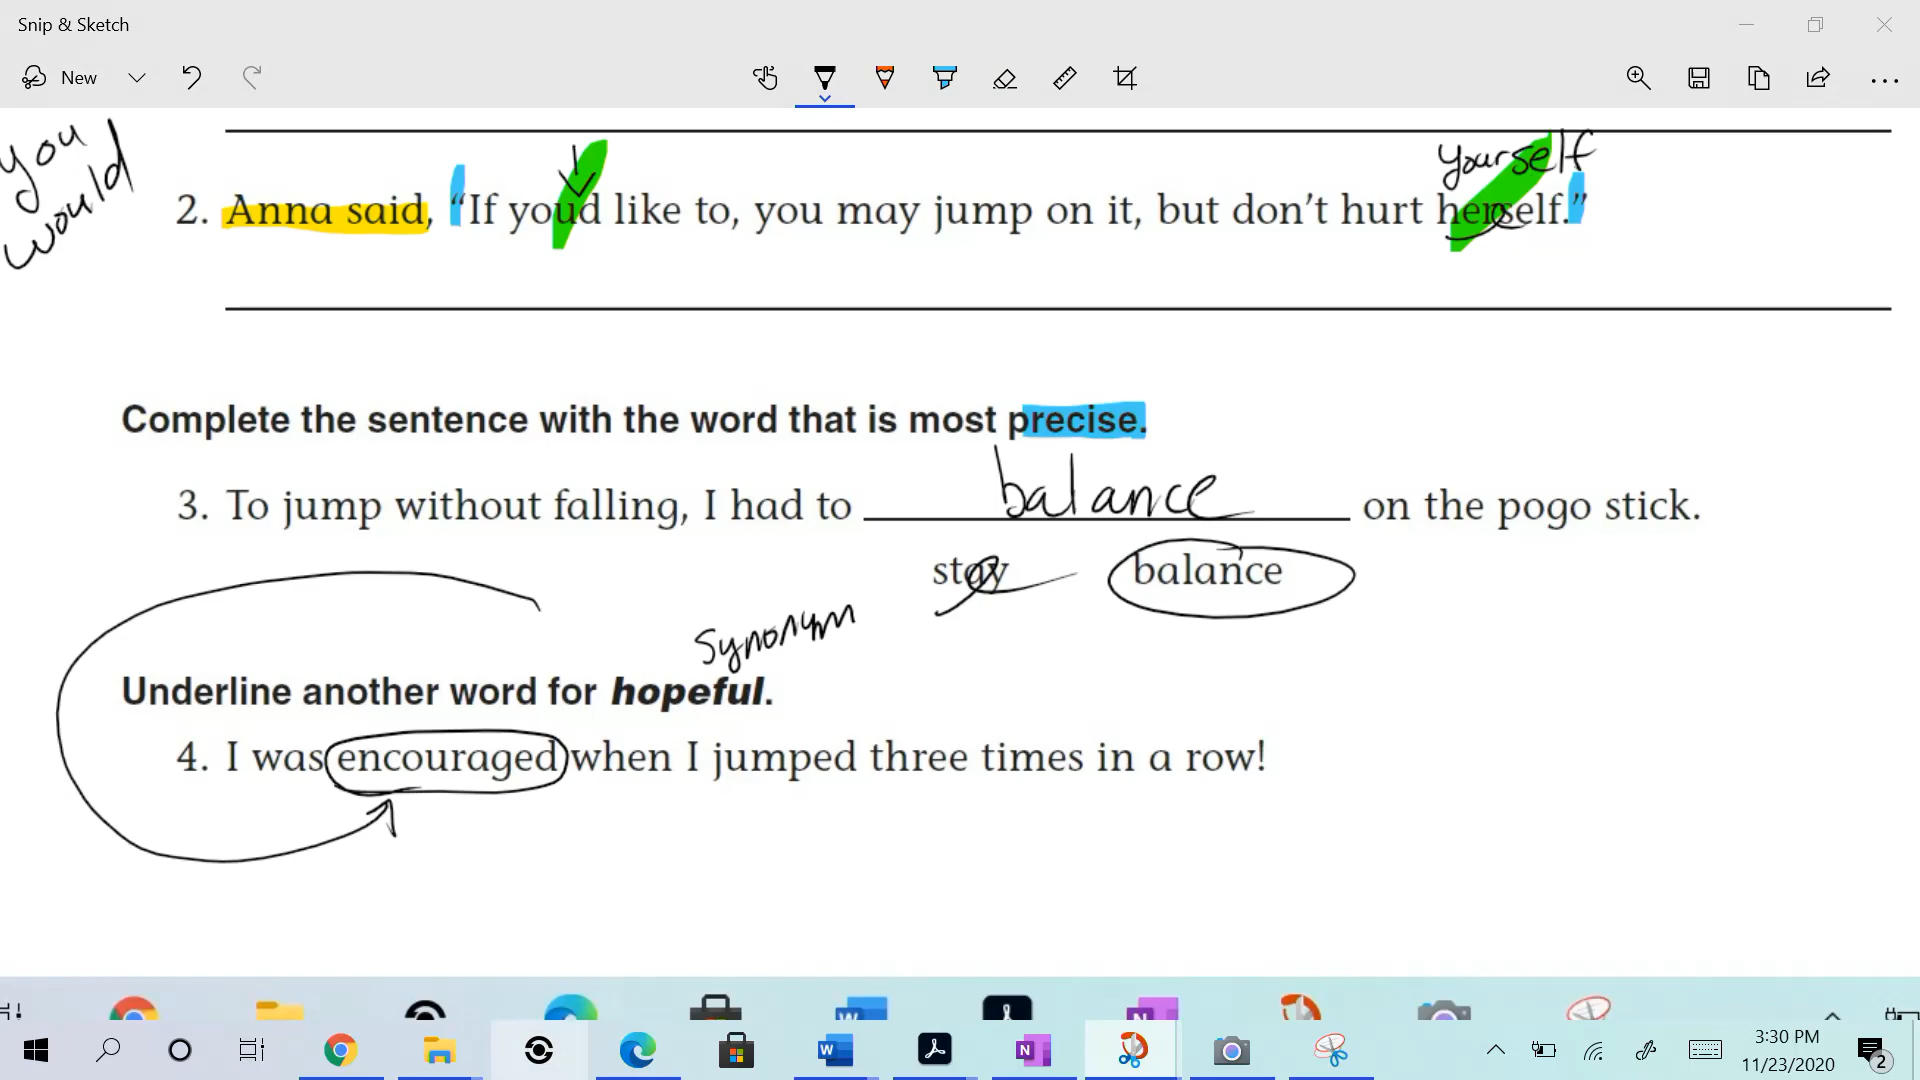 Snip & Sketch
New
you
would
yourself
2. Anna said, “If youd like to, you may jump on it, but don’t hurt herself.”
Complete the sentence with the word that is most precise.
balance
3. To jump without falling, I had to ____________ on the pogo stick.
stay balance
Synonym
Underline another word for hopeful.
4. I was encouraged when I jumped three times in a row!
3:30 PM
11/23/2020
2